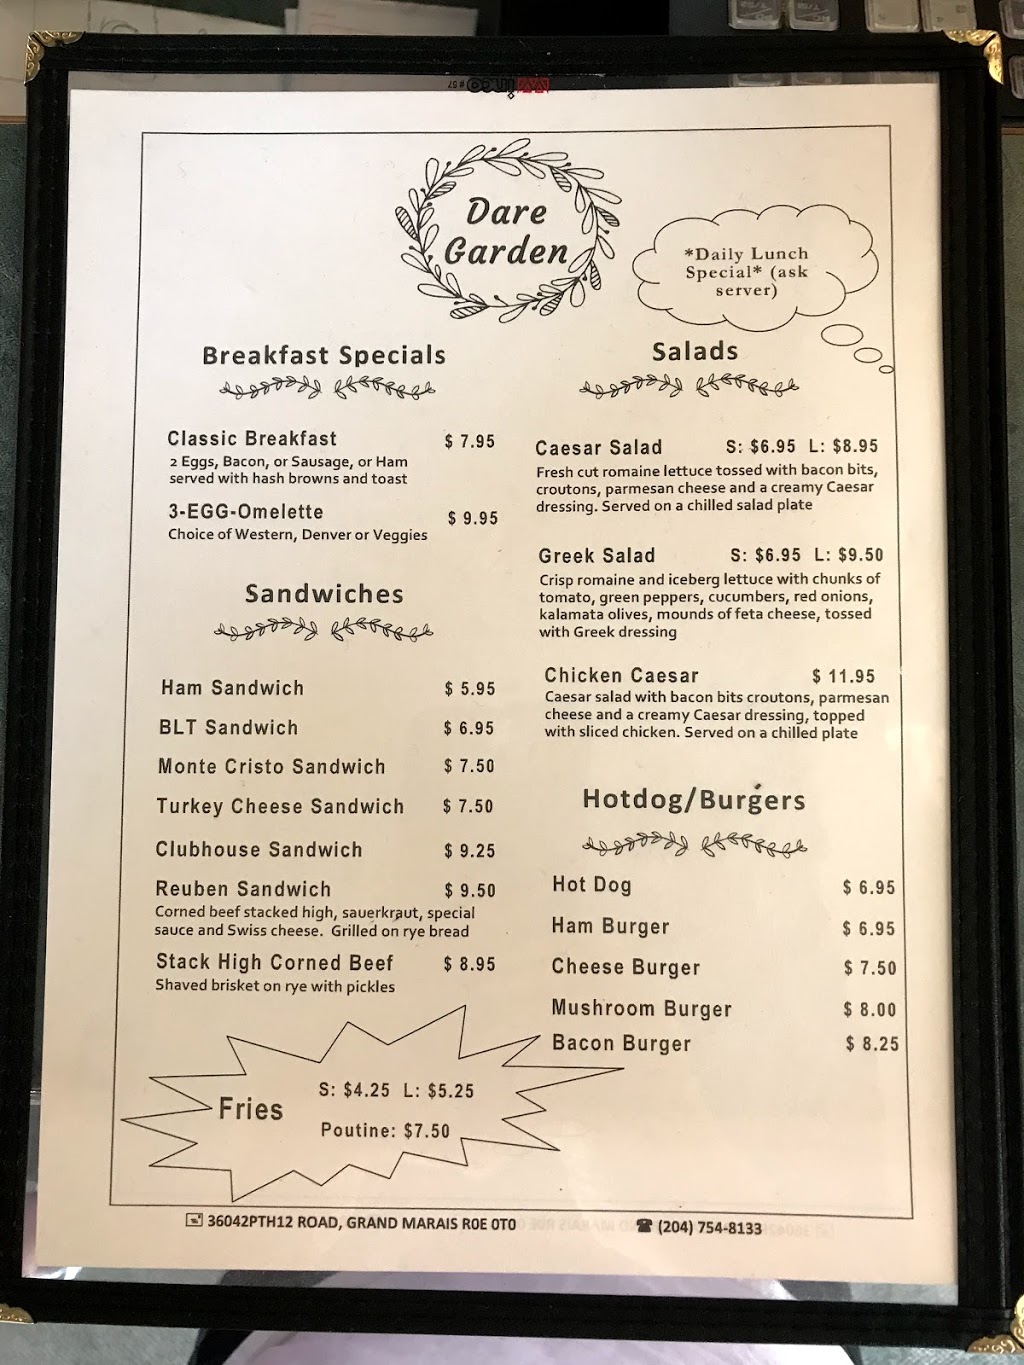 Dare
Garden
*Daily Lunch
Special* (ask
server)
Breakfast Specials
Classic Breakfast $ 7.95
2 Eggs, Bacon, or Sausage, or Ham
served with hash browns and toast
3-EGG-Omelette $ 9.95
Choice of Western, Denver or Veggies
Sandwiches
Ham Sandwich $ 5.95
BLT Sandwich $ 6.95
Monte Cristo Sandwich $ 7.50
Turkey Cheese Sandwich $ 7.50
Clubhouse Sandwich $ 9.25
Reuben Sandwich $ 9.50
Corned beef stacked high, sauerkraut, special
sauce and Swiss cheese. Grilled on rye bread
Stack High Corned Beef $ 8.95
Shaved brisket on rye with pickles
Fries
S: $4.25 L: $5.25
Poutine: $7.50
Salads
Caesar Salad S: $6.95 L: $8.95
Fresh cut romaine lettuce tossed with bacon bits,
croutons, parmesan cheese and a creamy Caesar
dressing. Served on a chilled salad plate
Greek Salad S: $6.95 L: $9.50
Crisp romaine and iceberg lettuce with chunks of
tomato, green peppers, cucumbers, red onions,
kalamata olives, mounds of feta cheese, tossed
with Greek dressing
Chicken Caesar $ 11.95
Caesar salad with bacon bits croutons, parmesan
cheese and a creamy Caesar dressing, topped
with sliced chicken. Served on a chilled plate
Hotdog/Burgers
Hot Dog $ 6.95
Ham Burger $ 6.95
Cheese Burger $ 7.50
Mushroom Burger $ 8.00
Bacon Burger $ 8.25
36042PTH12 ROAD, GRAND MARAIS R0E 0T0 (204) 754-8133